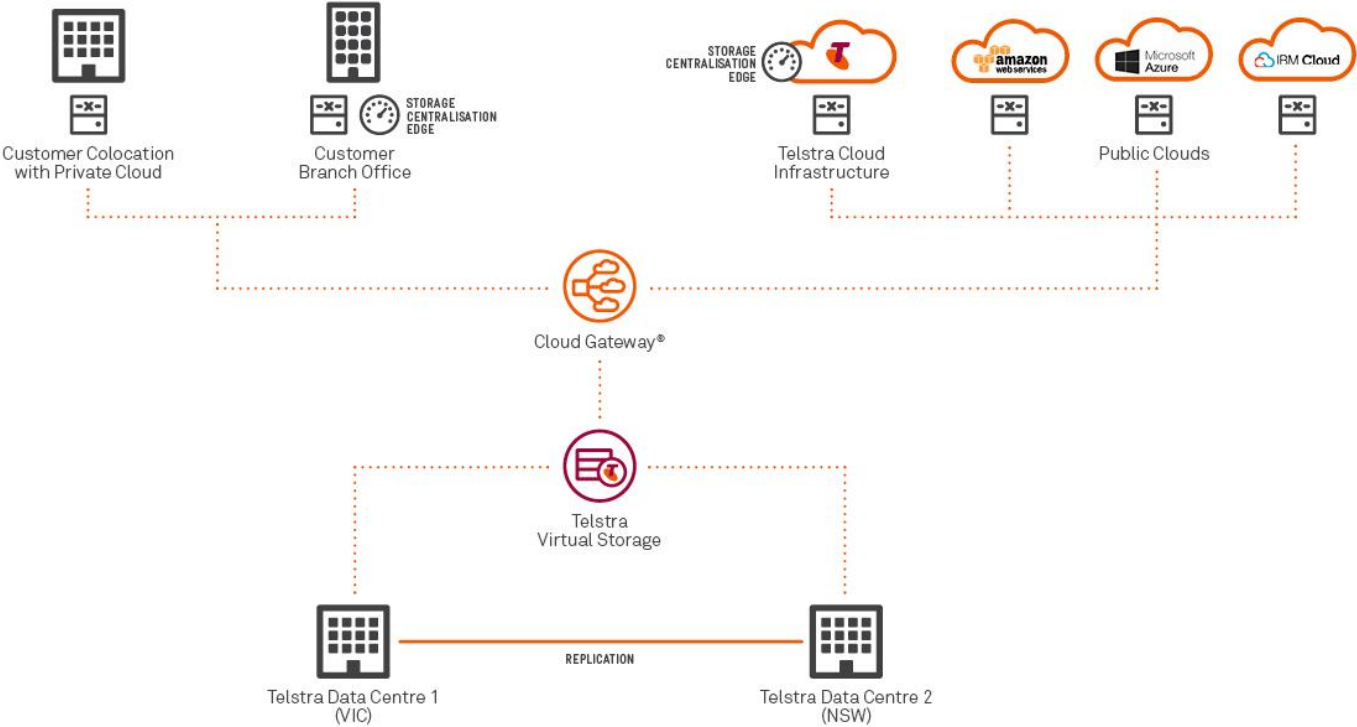 STORAGE
CENTRALISATION
EDGE
T
amazon
webservices
Microsoft
Azure
IBM Cloud
STORAGE
CENTRALISATION
EDGE
Customer Colocation
with Private Cloud
Customer
Branch Office
Telstra Cloud
Infrastructure
Public Clouds
Cloud Gateway®
T
Telstra
Virtual Storage
REPLICATION
Telstra Data Centre 1
(VIC)
Telstra Data Centre 2
(NSW)